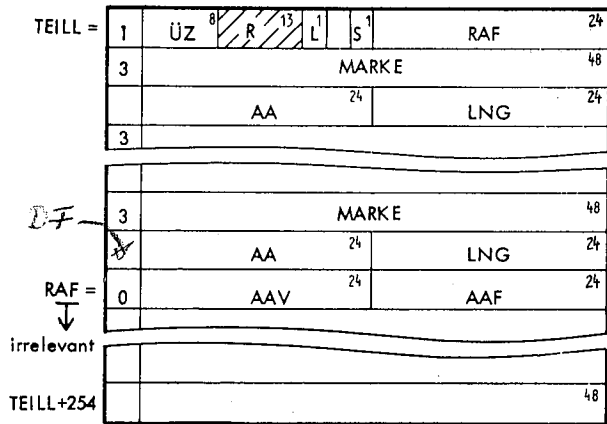 TEILL = 1 ÜZ 8 R 13 L 1 S 1 RAF 24
3 MARKE 48
AA 24 LNG 24
3
3 MARKE 48
DF AA 24 LNG 24
RAF = 0 AAV 24 AAF 24
irrelevant
TEILL+254 48